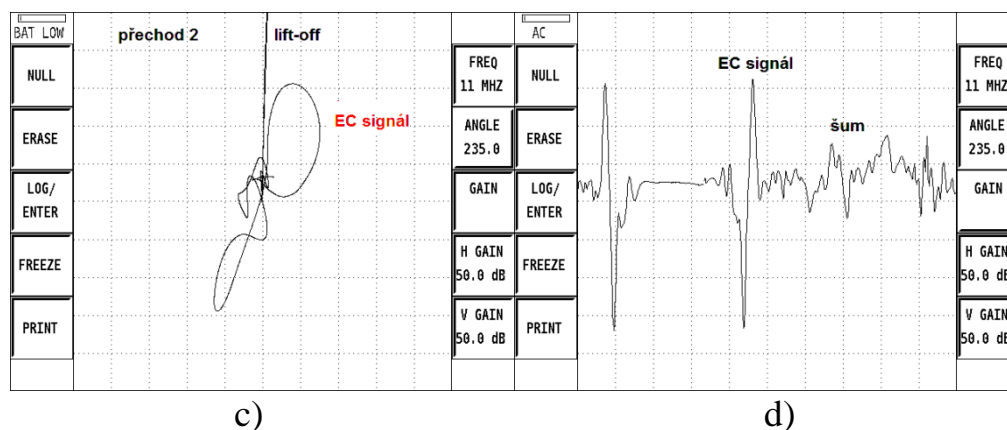 BAT LOW
NULL
ERASE
LOG/
ENTER
FREEZE
PRINT
přechod 2
lift-off
EC signál
FREQ
11 MHZ
ANGLE
235.0
GAIN
H GAIN
50.0 dB
V GAIN
50.0 dB
c)
AC
NULL
ERASE
LOG/
ENTER
FREEZE
PRINT
EC signál
šum
FREQ
11 MHZ
ANGLE
235.0
GAIN
H GAIN
50.0 dB
V GAIN
50.0 dB
d)